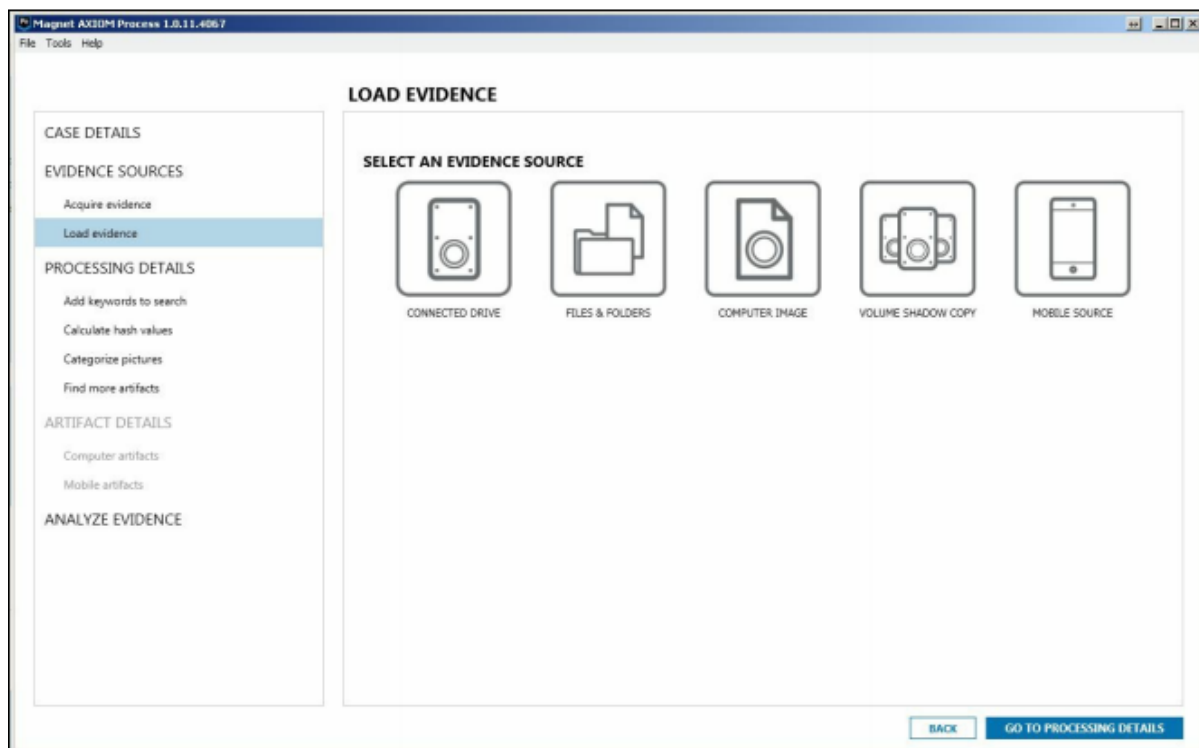 Magnet AXIOM Process 1.0.11.4067
File Tools Help
LOAD EVIDENCE
CASE DETAILS
EVIDENCE SOURCES
Acquire evidence
Load evidence
PROCESSING DETAILS
Add keywords to search
Calculate hash values
Categorize pictures
Find more artifacts
ARTIFACT DETAILS
Computer artifacts
Mobile artifacts
ANALYZE EVIDENCE
SELECT AN EVIDENCE SOURCE
CONNECTED DRIVE FILES & FOLDERS COMPUTER IMAGE VOLUME SHADOW COPY MOBILE SOURCE
BACK GO TO PROCESSING DETAILS